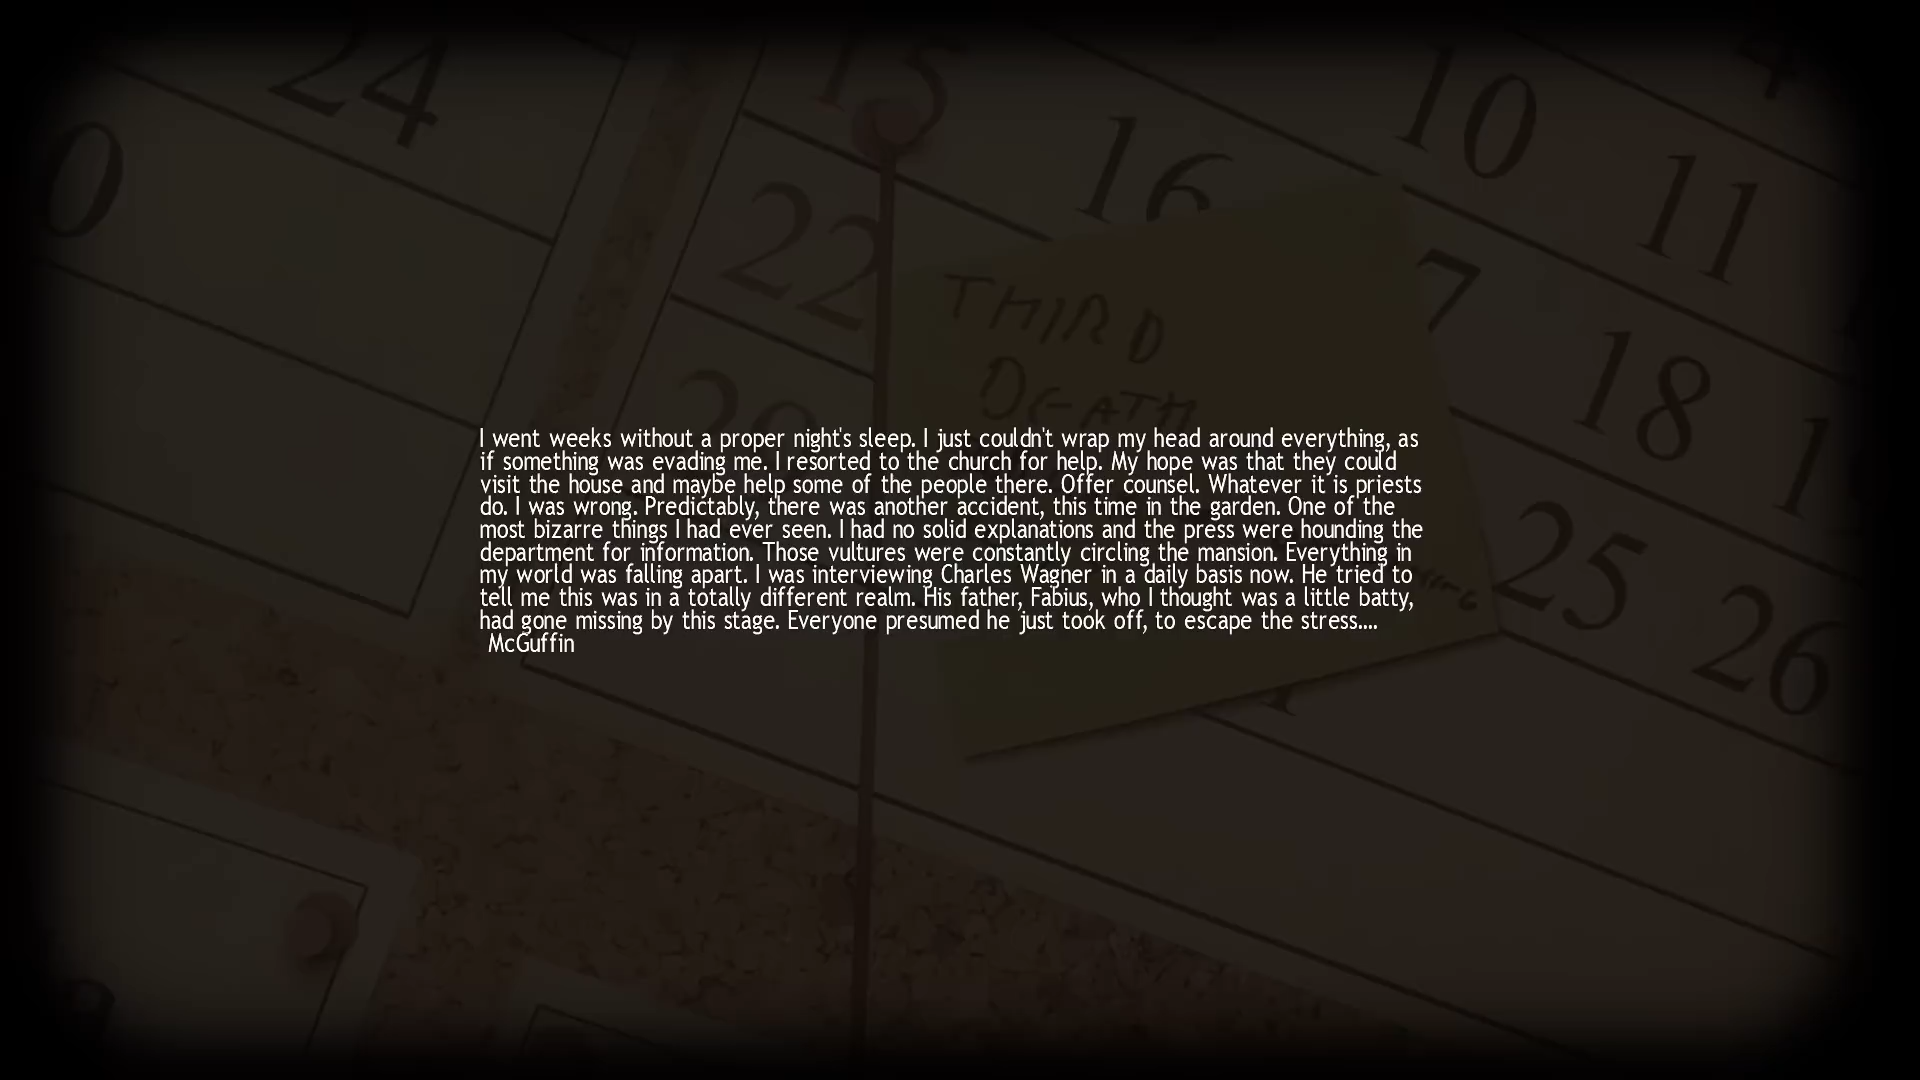 24
15
10
4
0
16
11
22
7
THIRD
18
29
DEATH
1
I went weeks without a proper night's sleep. I just couldn't wrap my head around everything, as
if something was evading me. I resorted to the church for help. My hope was that they could
visit the house and maybe help some of the people there. Offer counsel. Whatever it is priests
do. I was wrong. Predictably, there was another accident, this time in the garden. One of the
most bizarre things I had ever seen. I had no solid explanations and the press were hounding the
department for information. Those vultures were constantly circling the mansion. Everything in
my world was falling apart. I was interviewing Charles Wagner in a daily basis now. He tried to
tell me this was in a totally different realm. His father, Fabius, who I thought was a little batty,
had gone missing by this stage. Everyone presumed he just took off, to escape the stress....
McGuffin
25
26